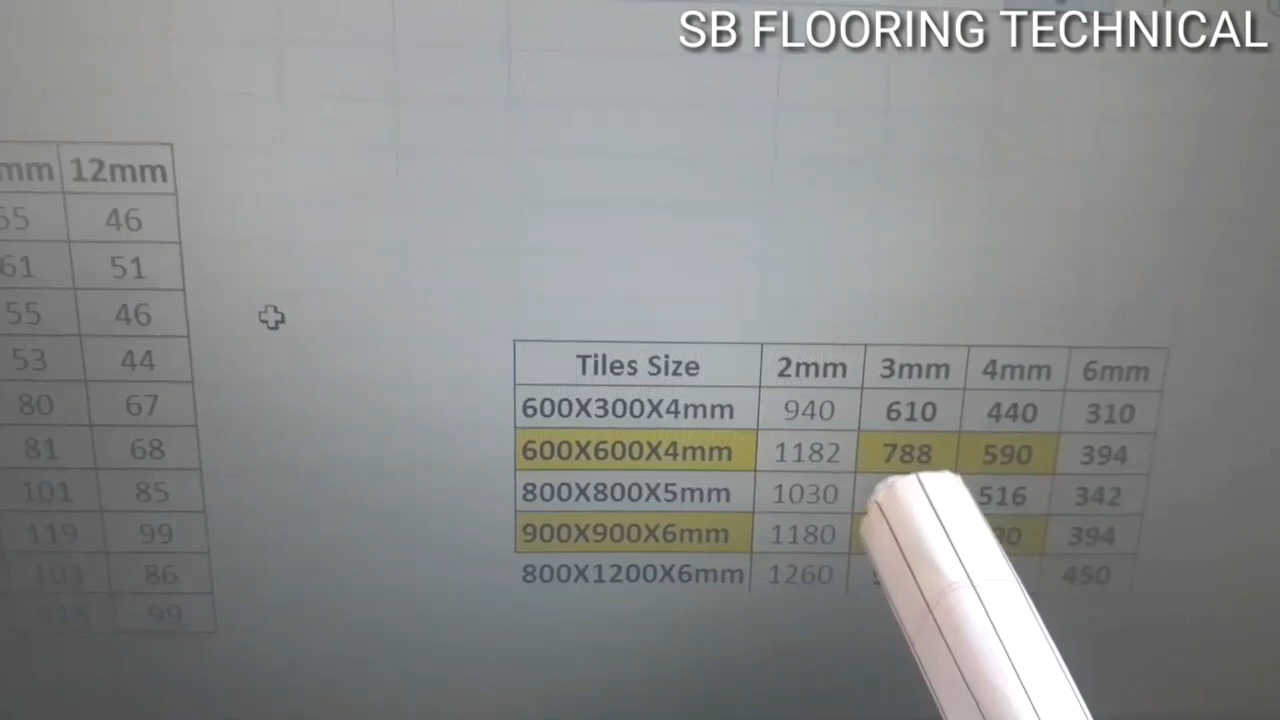 SB FLOORING TECHNICAL
mm 12mm
55 46
61 51
55 46
53 44
80 67
81 68
101 85
119 99
103 86
118 99
Tiles Size 2mm 3mm 4mm 6mm
600X300X4mm 940 610 440 310
600X600X4mm 1182 788 590 394
800X800X5mm 1030 516 342
900X900X6mm 1180 394
800X1200X6mm 1260 450